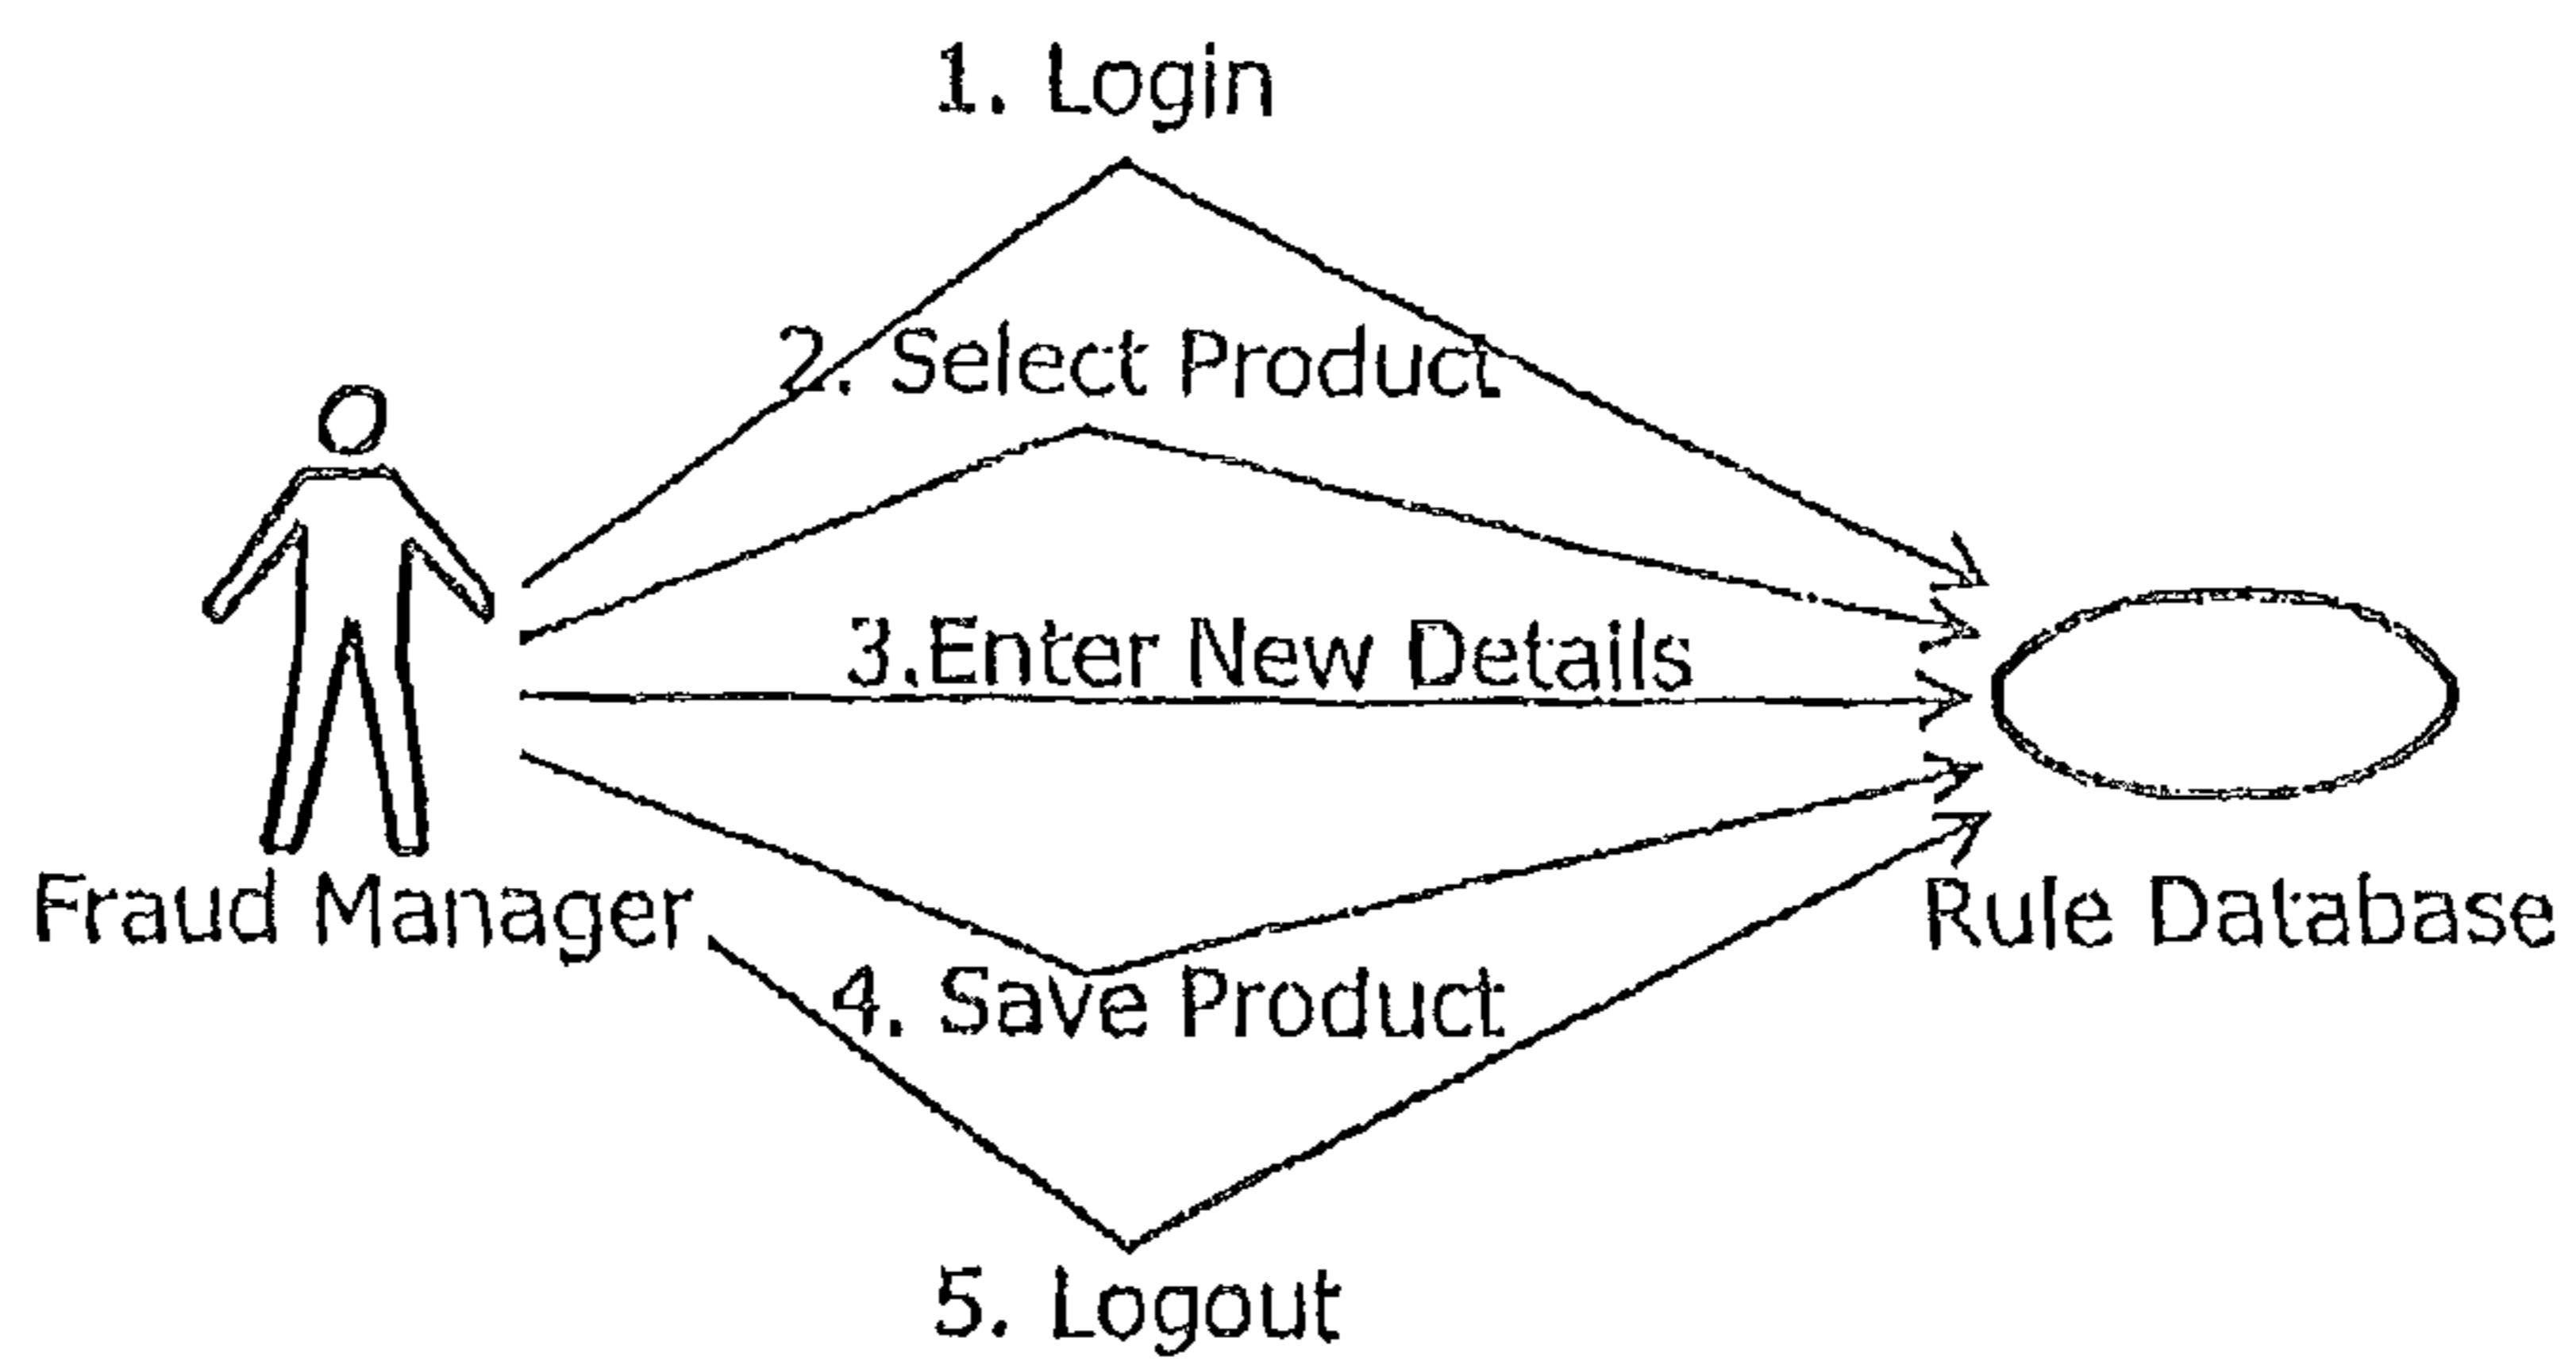 1. Login
2. Select Product
3.Enter New Details
Fraud Manager
Rule Database
4. Save Product
5. Logout